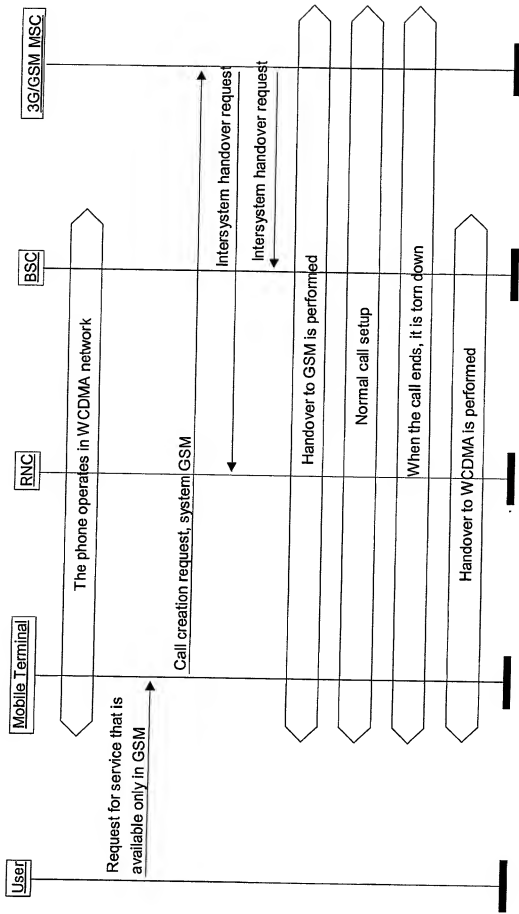 User
Mobile Terminal
RNC
BSC
3G/GSM MSC
The phone operates in WCDMA network
Request for service that is
available only in GSM
Call creation request, system GSM
Intersystem handover request
Intersystem handover request
Handover to GSM is performed
Normal call setup
When the call ends, it is torn down
Handover to WCDMA is performed